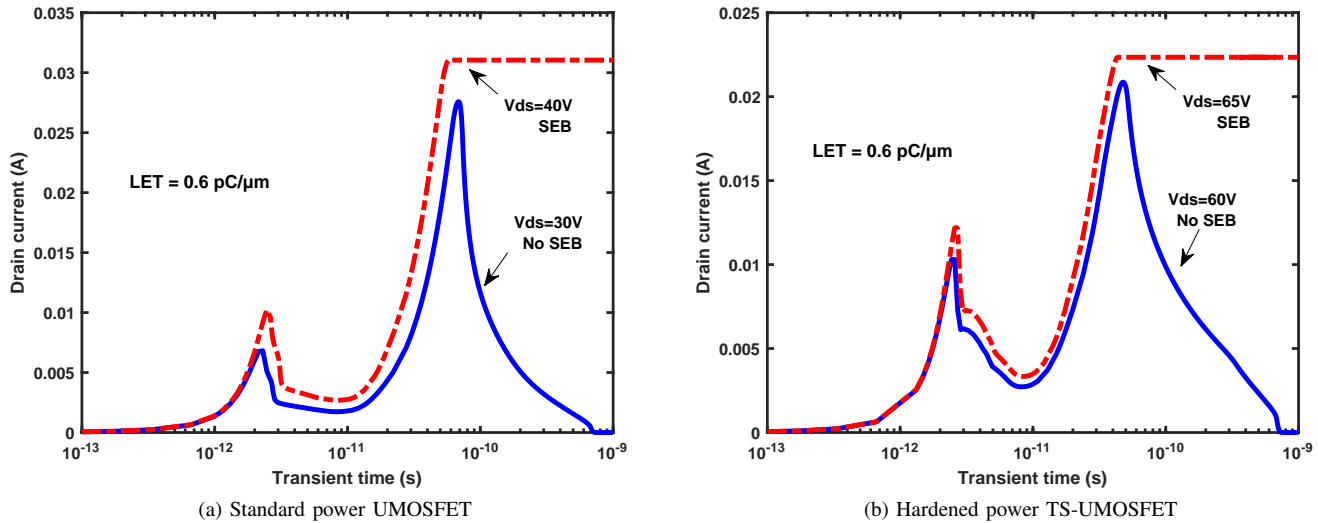 0.035
0.03
0.025
0.02
0.015
0.01
0.005
0
Drain current (A)
LET = 0.6 pC/µm
Vds=40V
SEB
Vds=30V
No SEB
10-13
10-12
10-11
10-10
10-9
Transient time (s)
(a) Standard power UMOSFET
0.025
0.02
0.015
0.01
0.005
0
Drain current (A)
LET = 0.6 pC/µm
Vds=65V
SEB
Vds=60V
No SEB
10-13
10-12
10-11
10-10
10-9
Transient time (s)
(b) Hardened power TS-UMOSFET